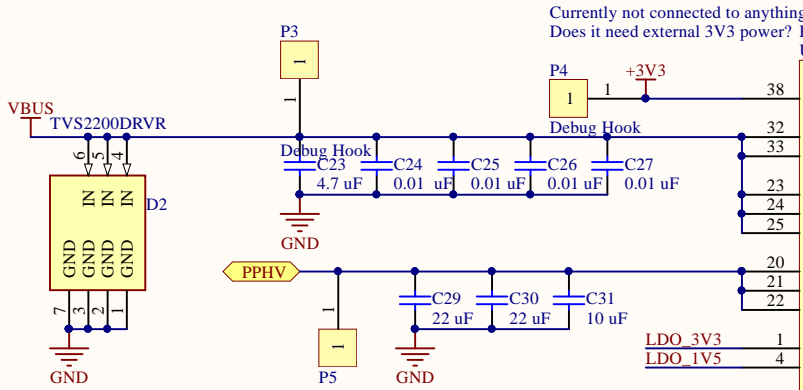 Currently not connected to anything
Does it need external 3V3 power?
P3
1
1
P4
1
1
+3V3
38
Debug Hook
VBUS
TVS2200DRVR
32
33
6
5
4
IN
IN
IN
D2
GND
GND
GND
GND
7
3
2
1
GND
Debug Hook
C23
4.7 uF
C24
0.01 uF
C25
0.01 uF
C26
0.01 uF
C27
0.01 uF
GND
23
24
25
PPHV
20
21
22
1
1
P5
C29
22 uF
C30
22 uF
C31
10 uF
GND
LDO_3V3
1
LDO_1V5
4